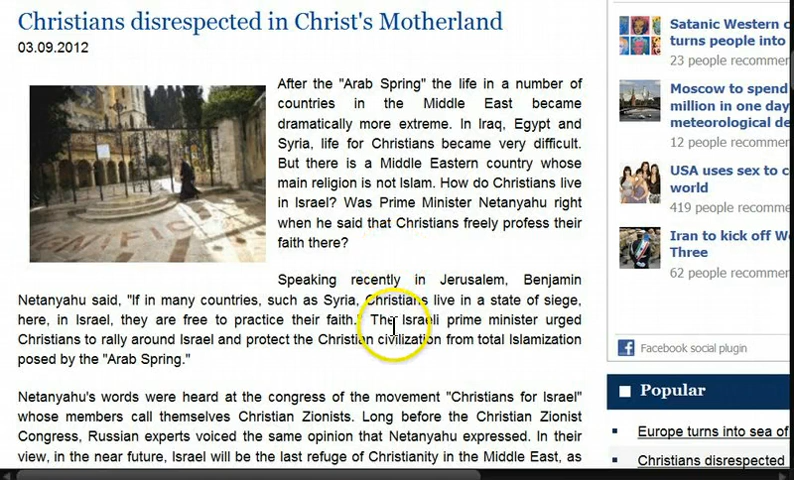 Christians disrespected in Christ's Motherland
03.09.2012
After the "Arab Spring" the life in a number of
countries in the Middle East became
dramatically more extreme. In Iraq, Egypt and
Syria, life for Christians became very difficult.
But there is a Middle Eastern country whose
main religion is not Islam. How do Christians live
in Israel? Was Prime Minister Netanyahu right
when he said that Christians freely profess their
faith there?
Speaking recently in Jerusalem, Benjamin
Netanyahu said, "If in many countries, such as Syria, Christians live in a state of siege,
here, in Israel, they are free to practice their faith." The Israeli prime minister urged
Christians to rally around Israel and protect the Christian civilization from total Islamization
posed by the "Arab Spring."
Netanyahu's words were heard at the congress of the movement "Christians for Israel"
whose members call themselves Christian Zionists. Long before the Christian Zionist
Congress, Russian experts voiced the same opinion that Netanyahu expressed. In their
view, in the near future, Israel will be the last refuge of Christianity in the Middle East, as
Satanic Western c
turns people into
23 people recommen
Moscow to spend
million in one day
meteorological de
12 people recommen
USA uses sex to c
world
419 people recomme
Iran to kick off W
Three
62 people recommen
Facebook social plugin
Popular
Europe turns into sea of
Christians disrespected